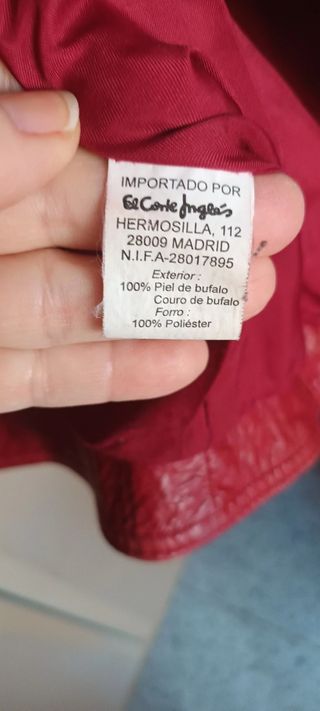 IMPORTADO POR
El Corte Inglés
HERMOSILLA, 112
28009 MADRID
N.I.F.A-28017895
Exterior :
100% Piel de bufalo
Couro de bufalo
Forro :
100% Poliéster